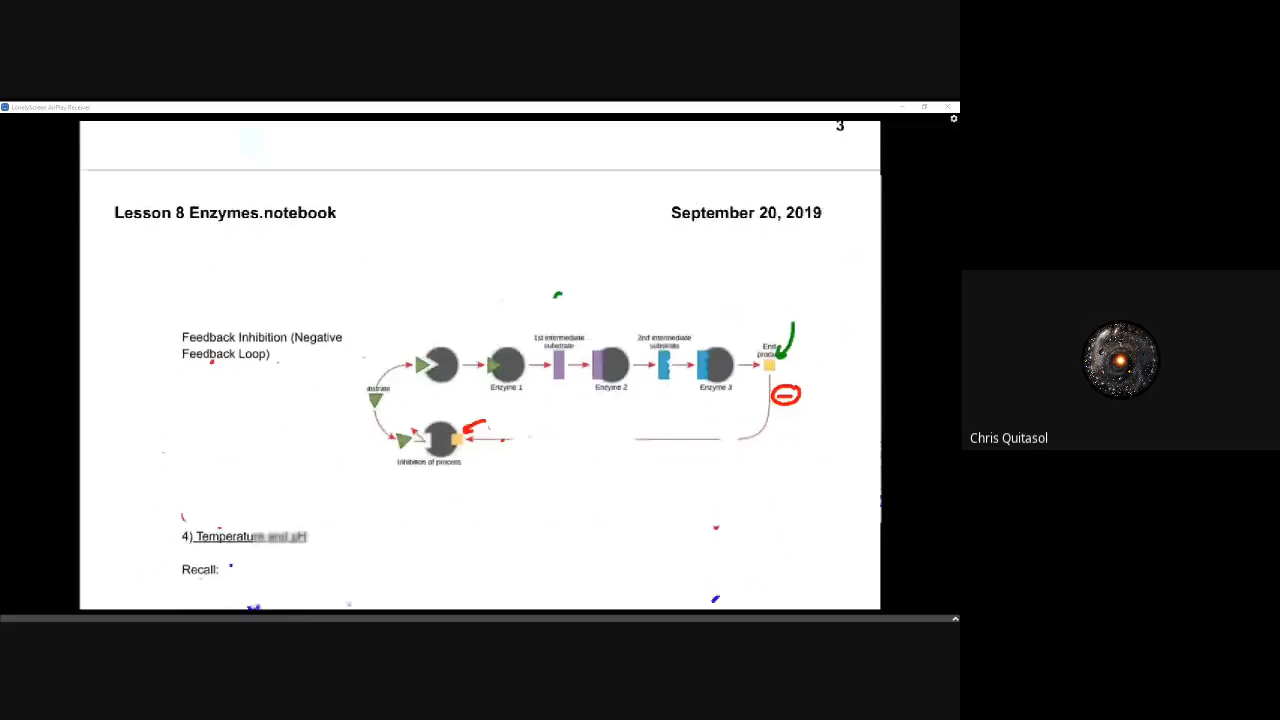 LonelyScreen AirPlay Receiver
3
Lesson 8 Enzymes.notebook
September 20, 2019
Feedback Inhibition (Negative
Feedback Loop)
1st intermediate
substrate
2nd intermediate
substrate
End
produ
bstrate
Enzyme 1
Enzyme 2
Enzyme 3
Inhibition of process
4) Temperature and pH
Recall:
Chris Quitasol